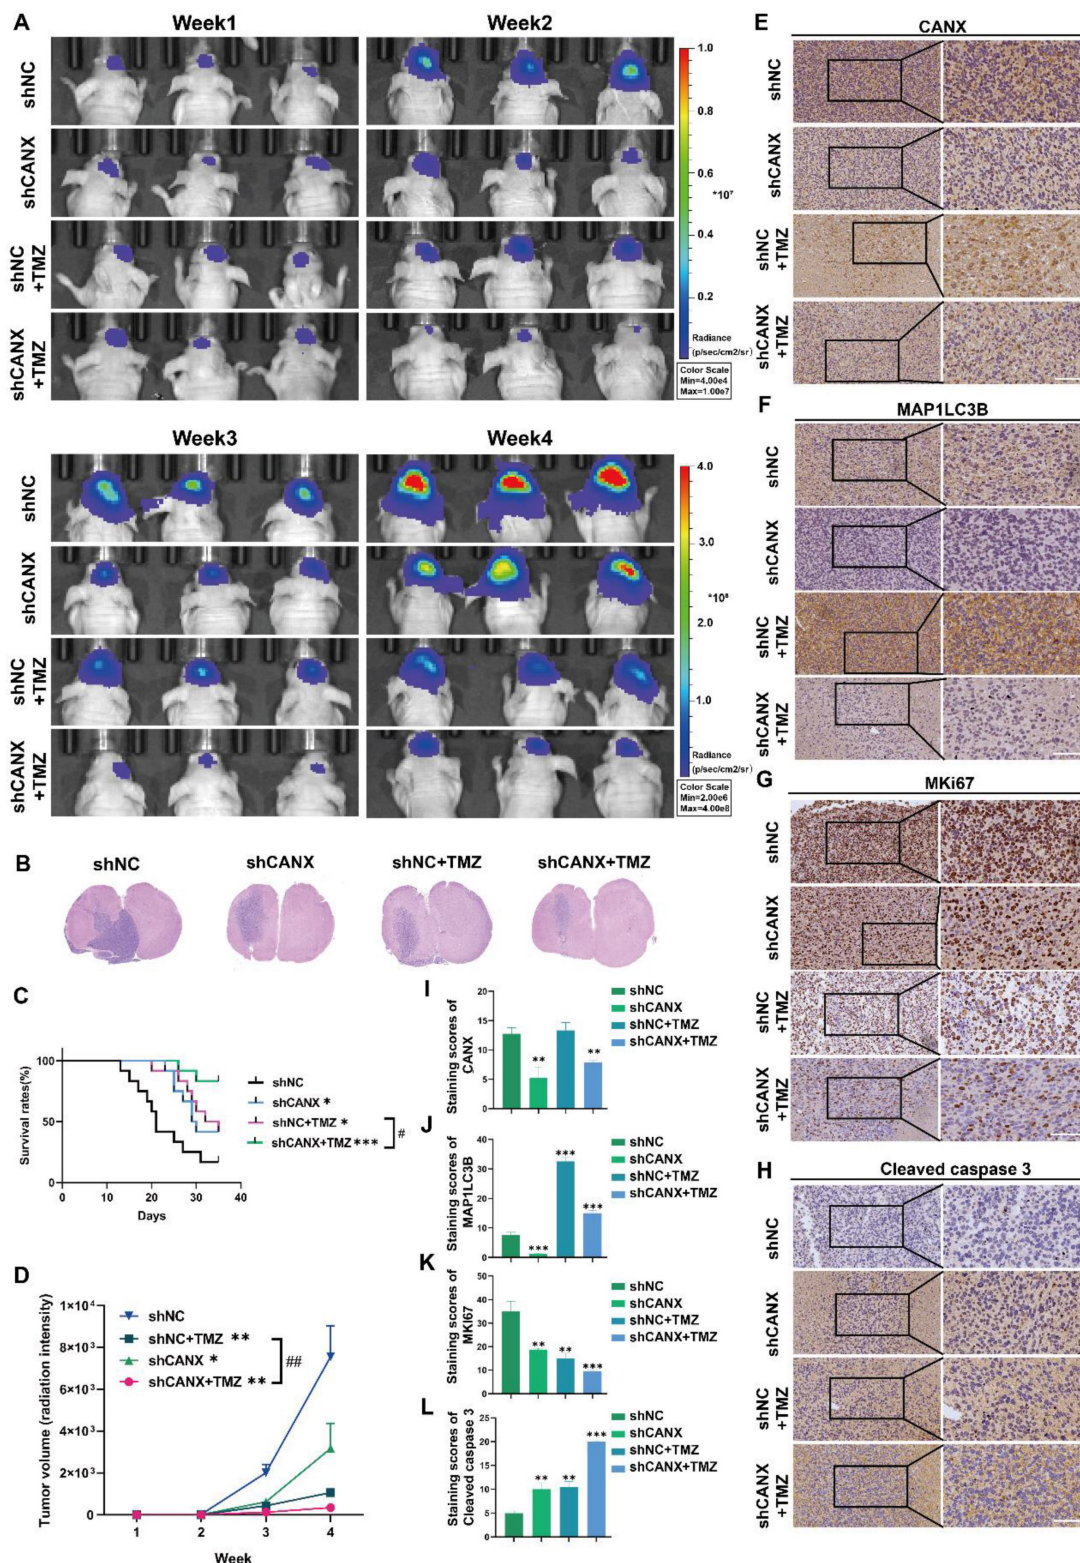 A
Week1
Week2
shNC
shCANX
shNC
+TMZ
shCANX
+TMZ
1.0
0.8
0.6
*10⁷
0.4
0.2
Radiance
(p/sec/cm2/sr)
Color Scale
Min=4.00e4
Max=1.00e7
Week3
Week4
shNC
shCANX
shNC
+TMZ
shCANX
+TMZ
4.0
3.0
*10⁸
2.0
1.0
Radiance
(p/sec/cm2/sr)
Color Scale
Min=2.00e6
Max=4.00e8
B
shNC
shCANX
shNC+TMZ
shCANX+TMZ
C
Survival rates(%)
100
50
0
0
10
20
30
40
Days
shNC
shCANX *
shNC+TMZ *
shCANX+TMZ ***
#
D
Tumor volume (radiation intensity)
1×10⁴
8×10³
6×10³
4×10³
2×10³
0
1
2
3
4
Week
shNC
shNC+TMZ **
shCANX *
shCANX+TMZ **
##
E
CANX
shNC
shCANX
shNC
+TMZ
shCANX
+TMZ
F
MAP1LC3B
shNC
shCANX
shNC
+TMZ
shCANX
+TMZ
G
MKi67
shNC
shCANX
shNC
+TMZ
shCANX
+TMZ
H
Cleaved caspase 3
shNC
shCANX
shNC
+TMZ
shCANX
+TMZ
I
Staining scores of
CANX
20
15
10
5
0
**
**
shNC
shCANX
shNC+TMZ
shCANX+TMZ
J
Staining scores of
MAP1LC3B
40
30
20
10
0
***
***
***
shNC
shCANX
shNC+TMZ
shCANX+TMZ
K
Staining scores of
MKI67
50
40
30
20
10
0
**
**
***
shNC
shCANX
shNC+TMZ
shCANX+TMZ
L
Staining scores of
Cleaved caspase 3
25
20
15
10
5
0
**
**
***
shNC
shCANX
shNC+TMZ
shCANX+TMZ